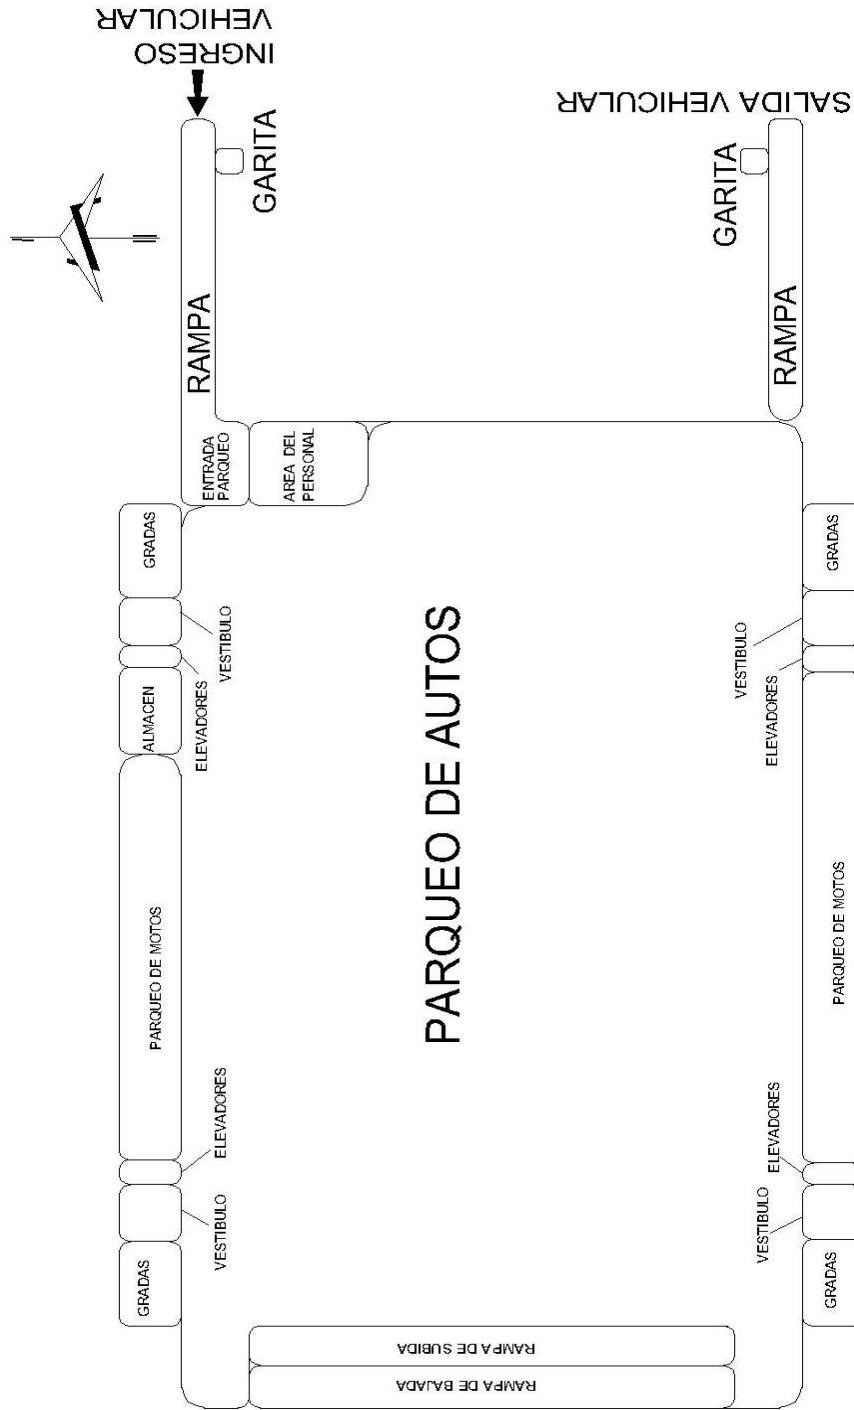 INGRESO
VEHICULAR
SALIDA VEHICULAR
GARITA
GARITA
RAMPA
RAMPA
ENTRADA
PARQUEO
AREA DEL
PERSONAL
GRADAS
VESTIBULO
ELEVADORES
ALMACEN
PARQUEO DE MOTOS
ELEVADORES
VESTIBULO
GRADAS
PARQUEO DE AUTOS
GRADAS
VESTIBULO
ELEVADORES
PARQUEO DE MOTOS
ELEVADORES
VESTIBULO
GRADAS
RAMPA DE SUBIDA
RAMPA DE BAJADA